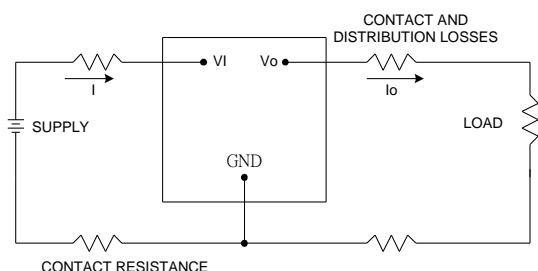 CONTACT AND
DISTRIBUTION LOSSES
VI
Vo
I
Io
SUPPLY
LOAD
GND
CONTACT RESISTANCE